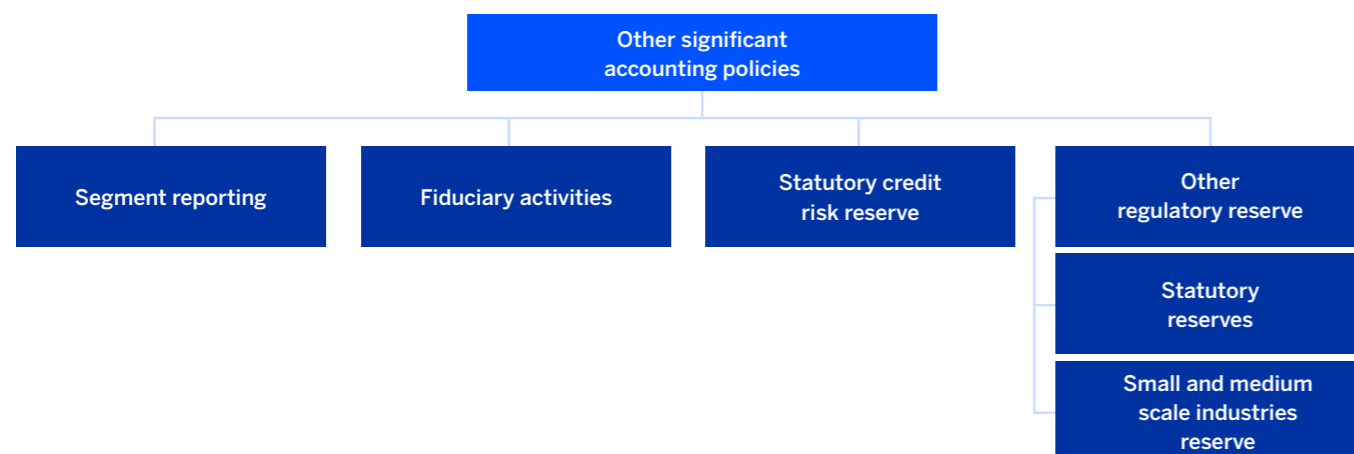 Other significant
accounting policies
Segment reporting
Fiduciary activities
Statutory credit
risk reserve
Other
regulatory reserve
Statutory
reserves
Small and medium
scale industries
reserve